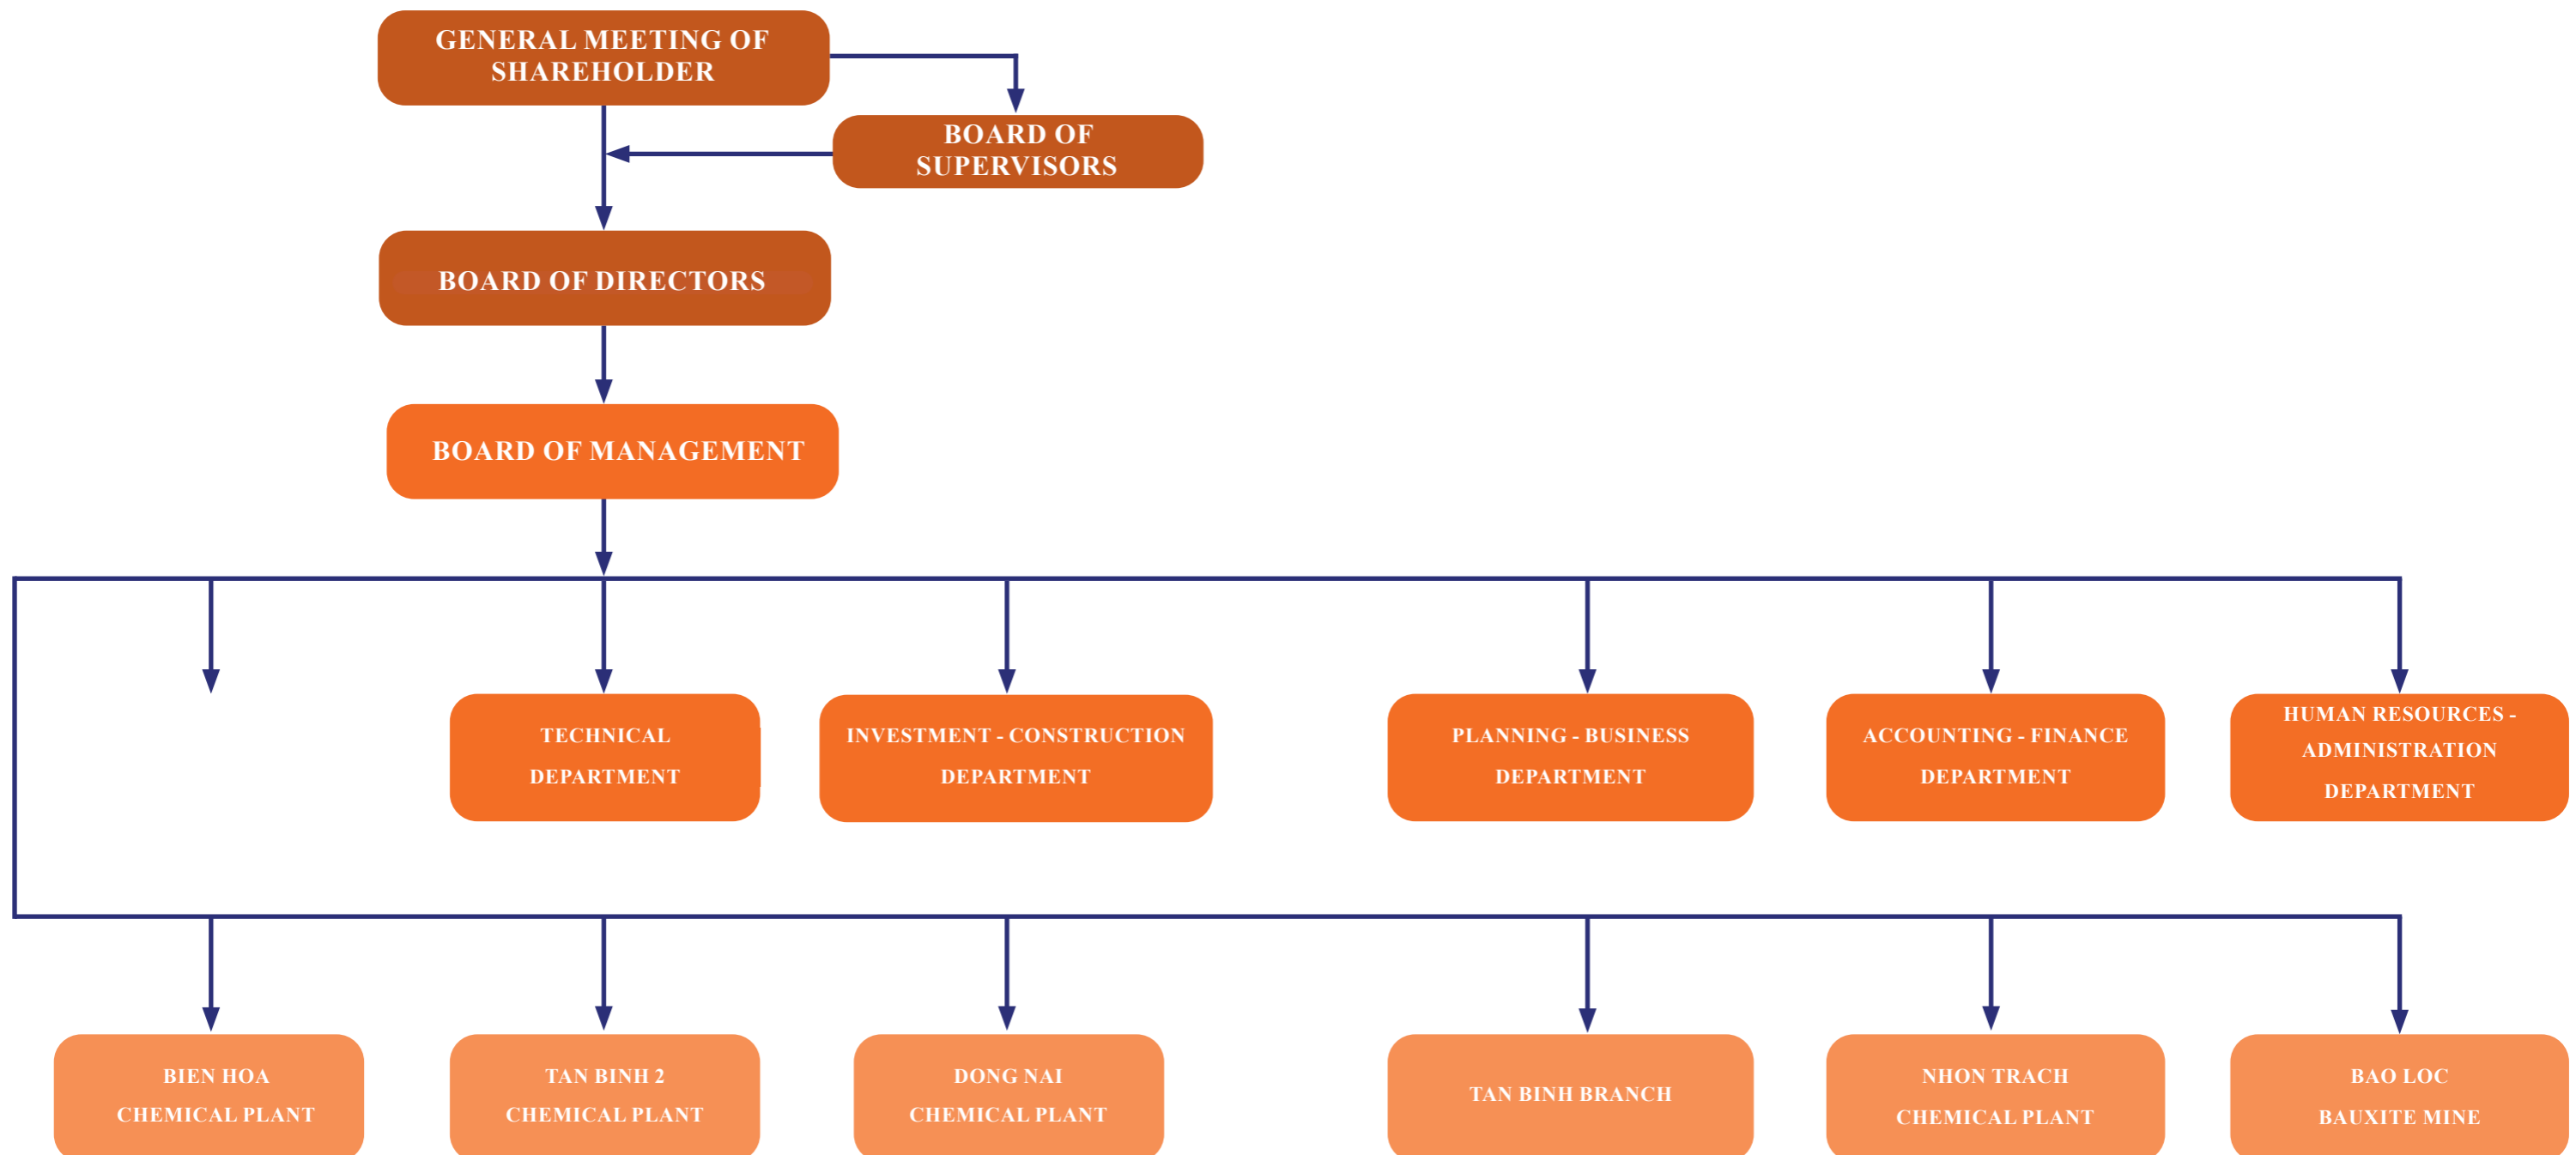 GENERAL MEETING OF
SHAREHOLDER
BOARD OF
SUPERVISORS
BOARD OF DIRECTORS
BOARD OF MANAGEMENT
TECHNICAL
DEPARTMENT
INVESTMENT - CONSTRUCTION
DEPARTMENT
PLANNING - BUSINESS
DEPARTMENT
ACCOUNTING - FINANCE
DEPARTMENT
HUMAN RESOURCES -
ADMINISTRATION
DEPARTMENT
BIEN HOA
CHEMICAL PLANT
TAN BINH 2
CHEMICAL PLANT
DONG NAI
CHEMICAL PLANT
TAN BINH BRANCH
NHON TRACH
CHEMICAL PLANT
BAO LOC
BAUXITE MINE